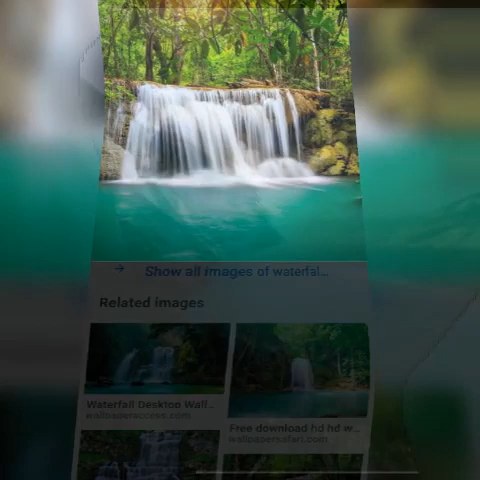 Show all images of waterfal...
Related images
Waterfall Desktop Wall...
wallpaperaccess.com
Free download hd hd w...
wallpapersafari.com